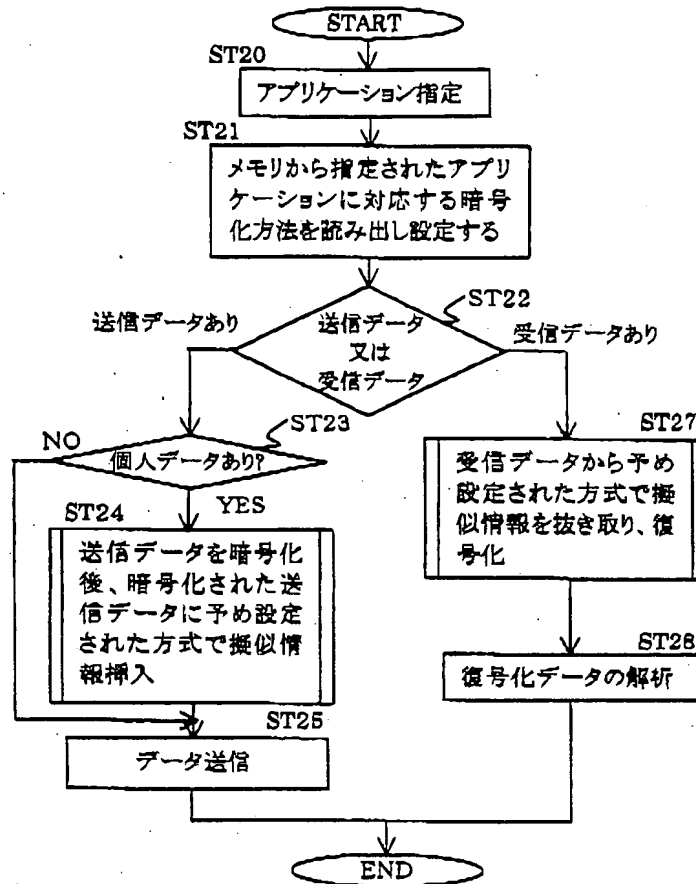 START
ST20
アプリケーション指定
ST21
メモリから指定されたアプリ
ケーションに対応する暗号
化方法を読み出し設定する
ST22
送信データあり
送信データ
又は
受信データ
受信データあり
ST23
NO
個人データあり?
YES
ST24
送信データを暗号化
後、暗号化された送
信データに予め設定
された方式で擬似情
報挿入
ST25
データ送信
ST27
受信データから予め
設定された方式で擬
似情報を抜き取り、復
号化
ST28
復号化データの解析
END